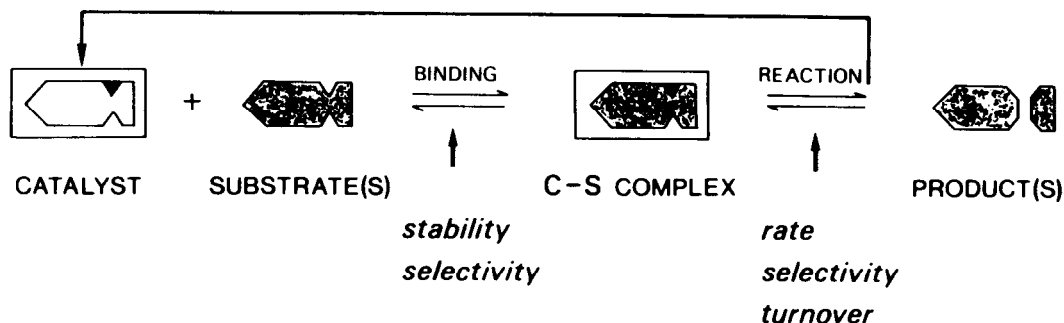 BINDING
REACTION
+
CATALYST
SUBSTRATE(S)
C-S COMPLEX
PRODUCT(S)
stability
selectivity
rate
selectivity
turnover